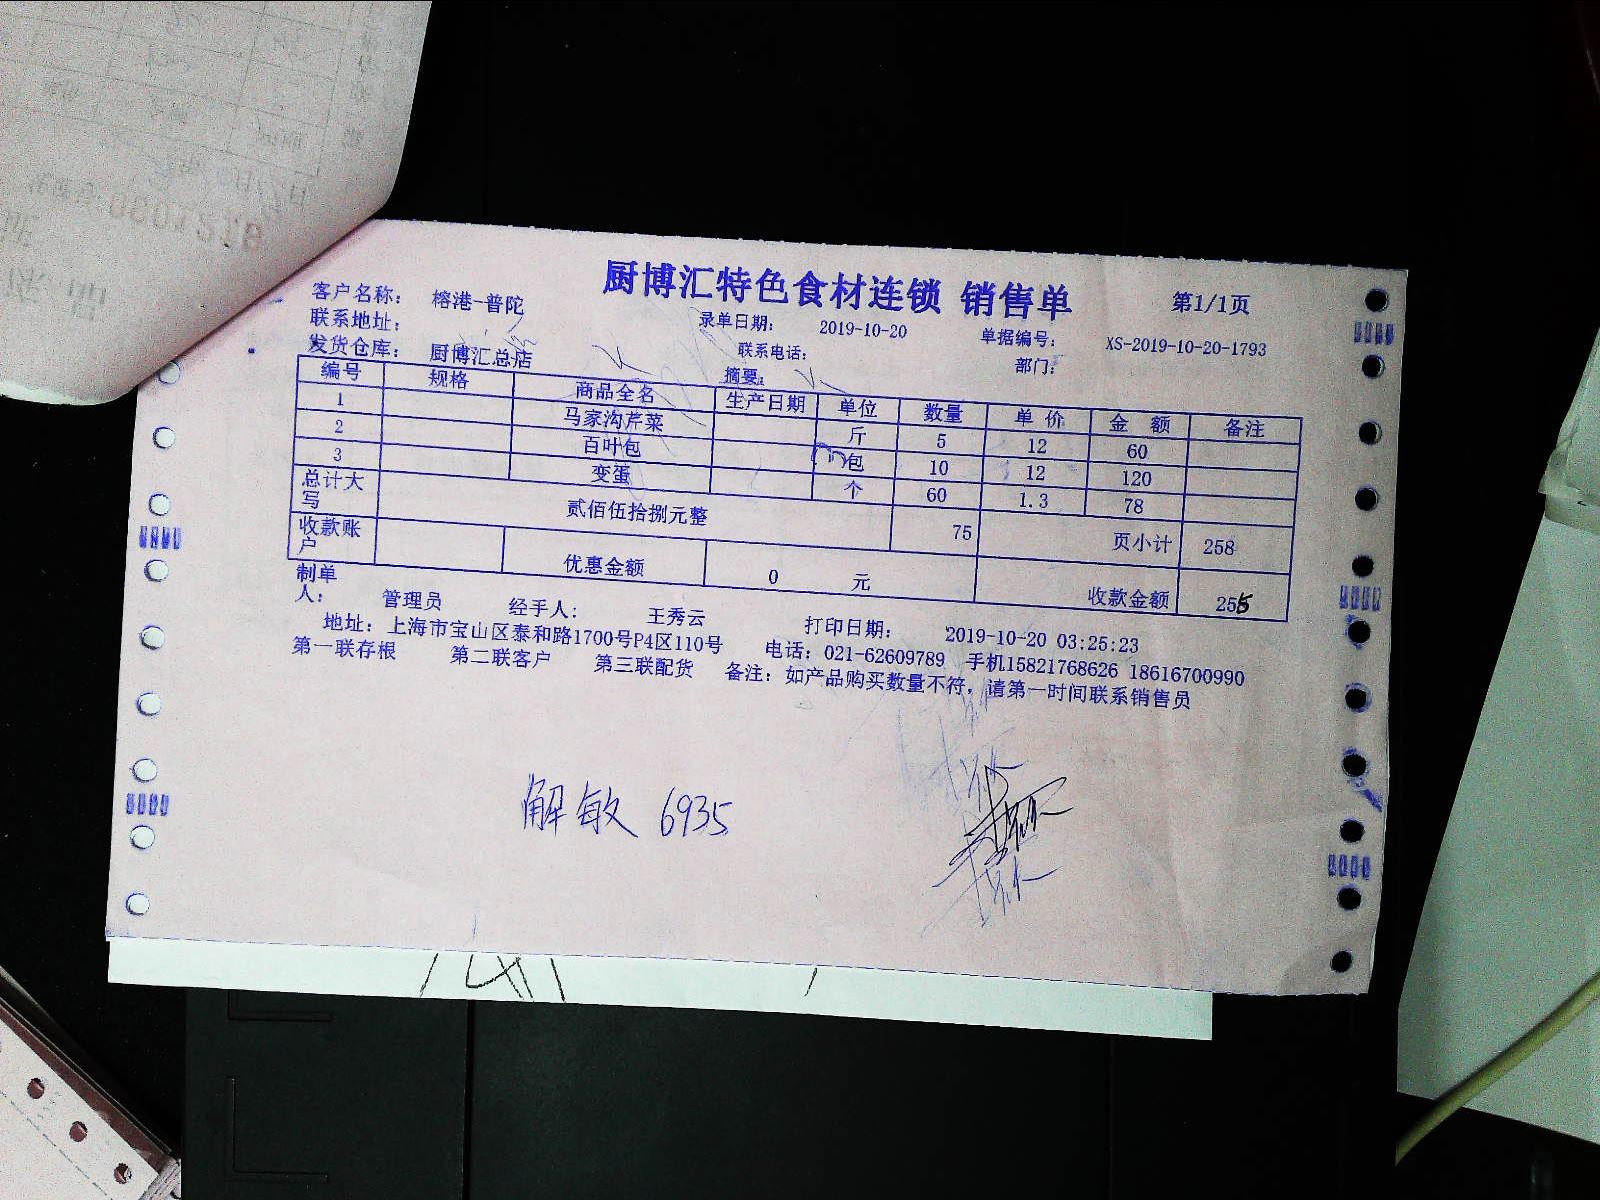 厨博汇特色食材连锁 销售单 第1/1页
客户名称： 榕港-普陀 录单日期： 2019-10-20 单据编号： XS-2019-10-20-1793
联系地址： 联系电话： 部门：
发货仓库： 厨博汇总店 摘要：
编号 规格 商品全名 生产日期 单位 数量 单 价 金 额 备注
1 马家沟芹菜 斤 5 12 60
2 百叶包 包 10 12 120
3 变蛋 个 60 1.3 78
总计大写 贰佰伍拾捌元整 75 页小计 258
收款账户 优惠金额 0 元 收款金额 255
制单人： 管理员 经手人： 王秀云 打印日期： 2019-10-20 03:25:23
地址：上海市宝山区泰和路1700号P4区110号 电话：021-62609789 手机15821768626 18616700990
第一联存根 第二联客户 第三联配货 备注：如产品购买数量不符，请第一时间联系销售员
解敏 6935